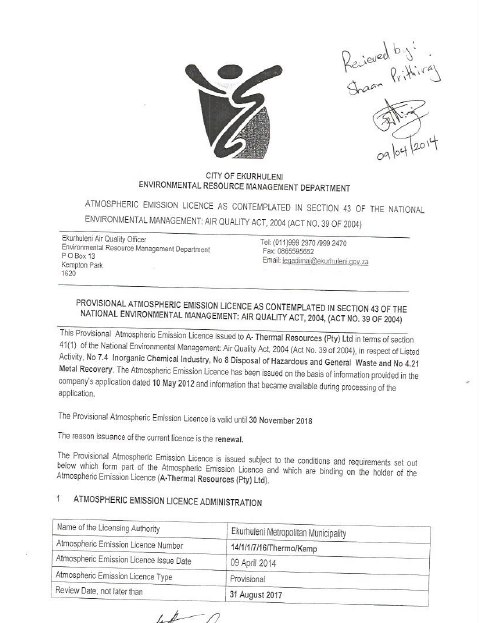 Recieved by:
Shaan Prithiraj
09/04/2014
CITY OF EKURHULENI
ENVIRONMENTAL RESOURCE MANAGEMENT DEPARTMENT
ATMOSPHERIC EMISSION LICENCE AS CONTEMPLATED IN SECTION 43 OF THE NATIONAL
ENVIRONMENTAL MANAGEMENT: AIR QUALITY ACT, 2004 (ACT NO. 39 OF 2004)
Ekurhuleni Air Quality Officer
Environmental Resource Management Department
P O Box 13
Kempton Park
1620
Tel: (011)999 2470 /999 2470
Fax: 0865595652
Email: @ekurhuleni.gov.za
PROVISIONAL ATMOSPHERIC EMISSION LICENCE AS CONTEMPLATED IN SECTION 43 OF THE
NATIONAL ENVIRONMENTAL MANAGEMENT: AIR QUALITY ACT, 2004, (ACT NO. 39 OF 2004)
This Provisional Atmospheric Emission Licence issued to A- Thermal Resources (Pty) Ltd in terms of section
41(1) of the National Environmental Management: Air Quality Act, 2004 (Act No. 39 of 2004), in respect of Listed
Activity, No 7.4 Inorganic Chemical Industry, No 8 Disposal of Hazardous and General Waste and No 4.21
Metal Recovery. The Atmospheric Emission Licence has been issued on the basis of information provided in the
company's application dated 10 May 2012 and information that became available during processing of the
application.
The Provisional Atmospheric Emission Licence is valid until 30 November 2018
The reason issuance of the current licence is the renewal.
The Provisional Atmospheric Emission Licence is issued subject to the conditions and requirements set out
below which form part of the Atmospheric Emission Licence and which are binding on the holder of the
Atmospheric Emission Licence (A-Thermal Resources (Pty) Ltd).
1 ATMOSPHERIC EMISSION LICENCE ADMINISTRATION
Name of the Licensing Authority Ekurhuleni Metropolitan Municipality
Atmospheric Emission Licence Number 14/1/1/7/16/Thermo/Kemp
Atmospheric Emission Licence Issue Date 09 April 2014
Atmospheric Emission Licence Type Provisional
Review Date, not later than 31 August 2017